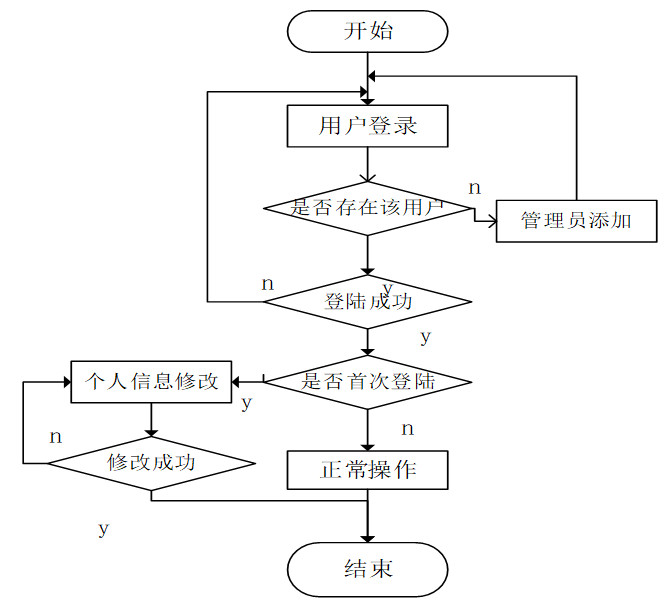 开始
用户登录
是否存在该用户
n
管理员添加
n
y
登陆成功
y
个人信息修改
y
是否首次登陆
n
n
修改成功
正常操作
y
结束